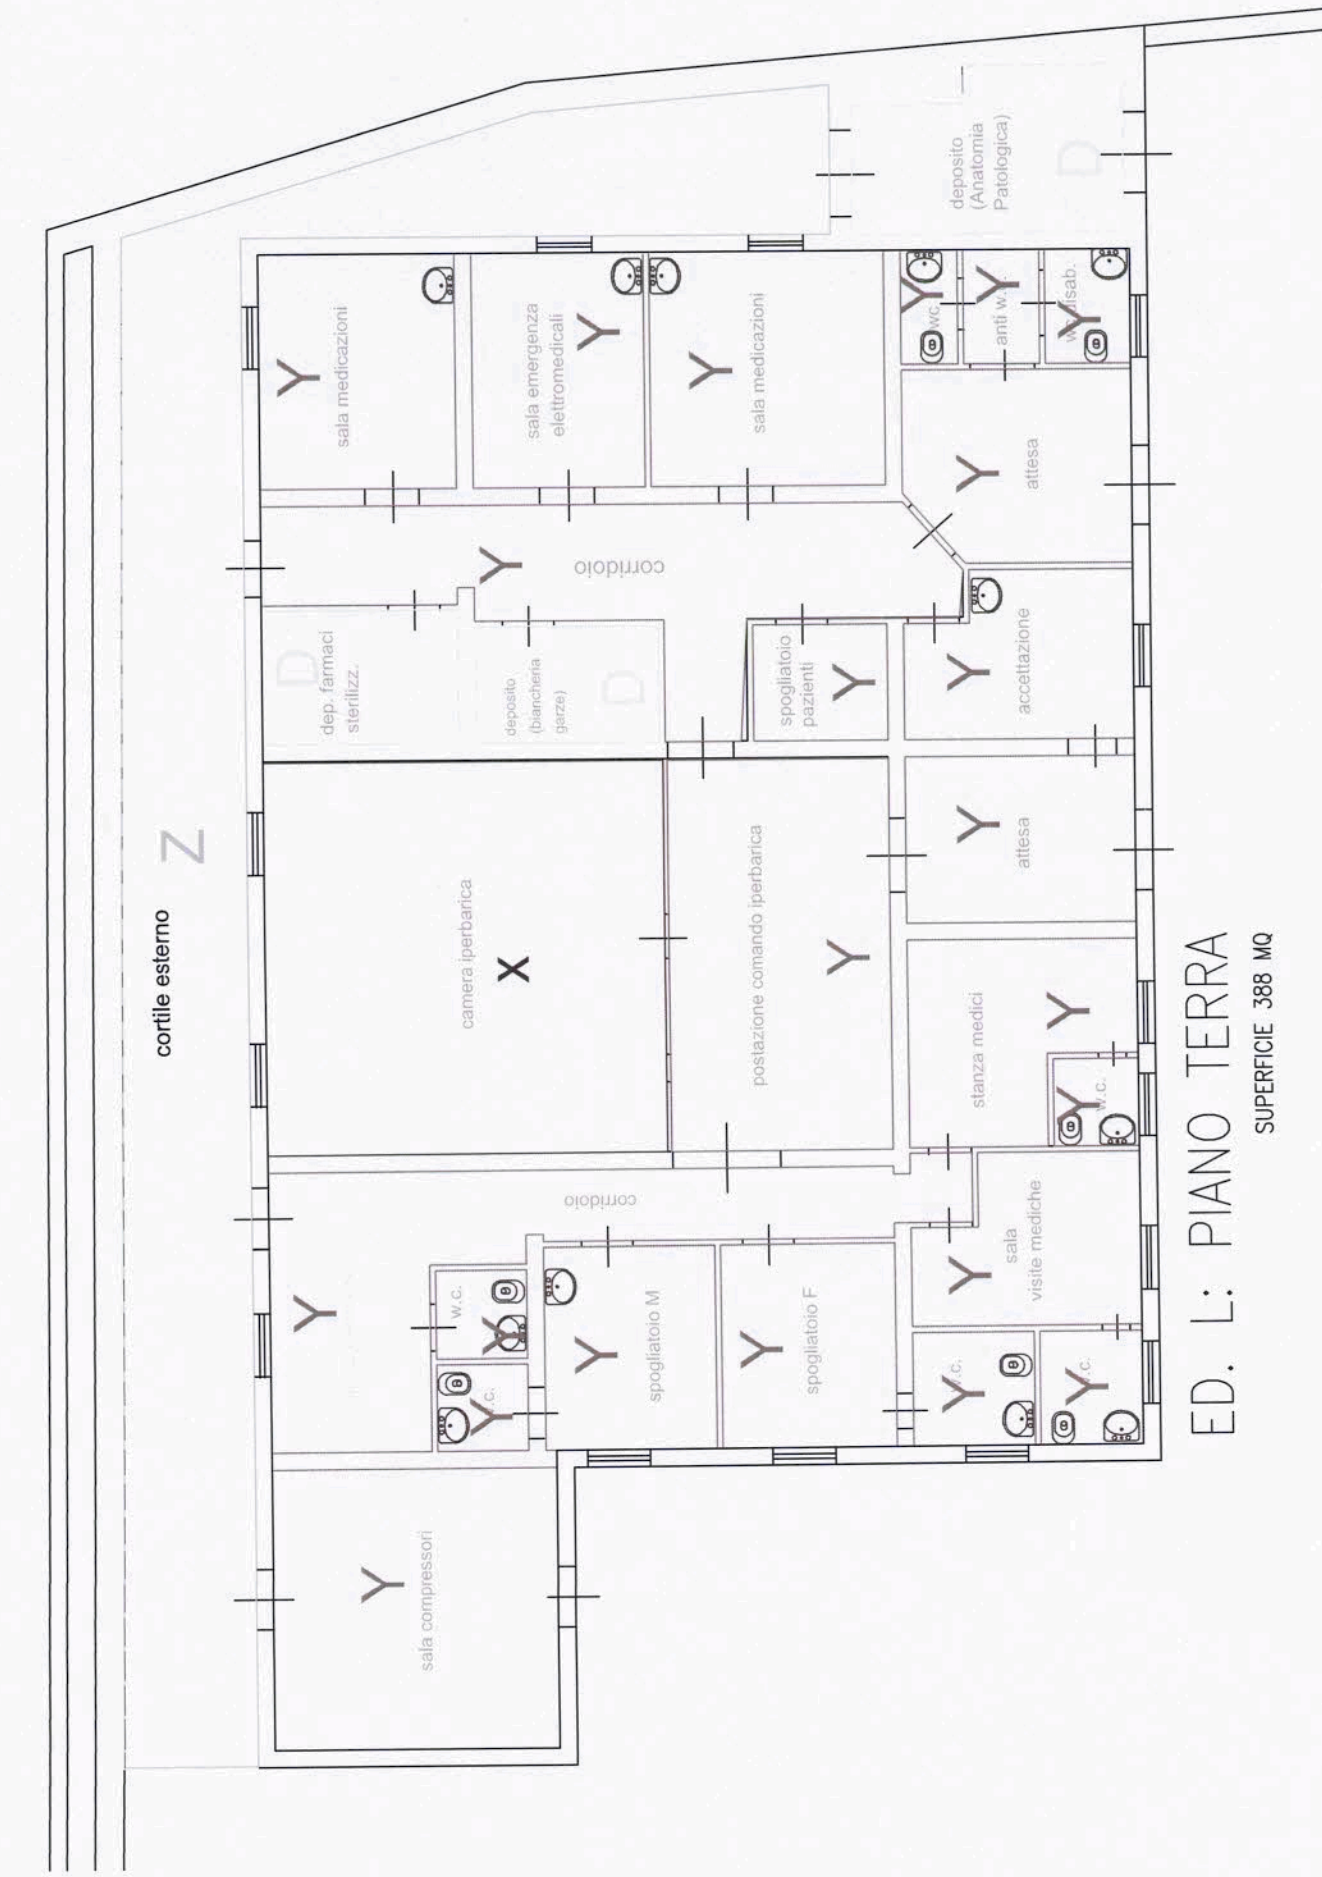 cortile esterno
Z
sala compressori
Y
Y
w.c.
Y
Y
corridoio
spogliatoio M
Y
spogliatoio F
Y
Y
Y
sala
visite mediche
Y
camera iperbarica
X
postazione comando iperbarica
Y
stanza medici
Y
w.c.
Y
attesa
Y
D
dep. farmaci
sterilizz.
deposito
(biancheria
garze)
D
spogliatoio
pazienti
Y
accettazione
Y
corridoio
Y
sala medicazioni
Y
sala emergenza
elettromedicali
Y
sala medicazioni
Y
attesa
Y
wc
Y
anti w.
Y
disab.
Y
deposito
(Anatomia
Patologica)
D
ED. L: PIANO TERRA
SUPERFICIE 388 MQ